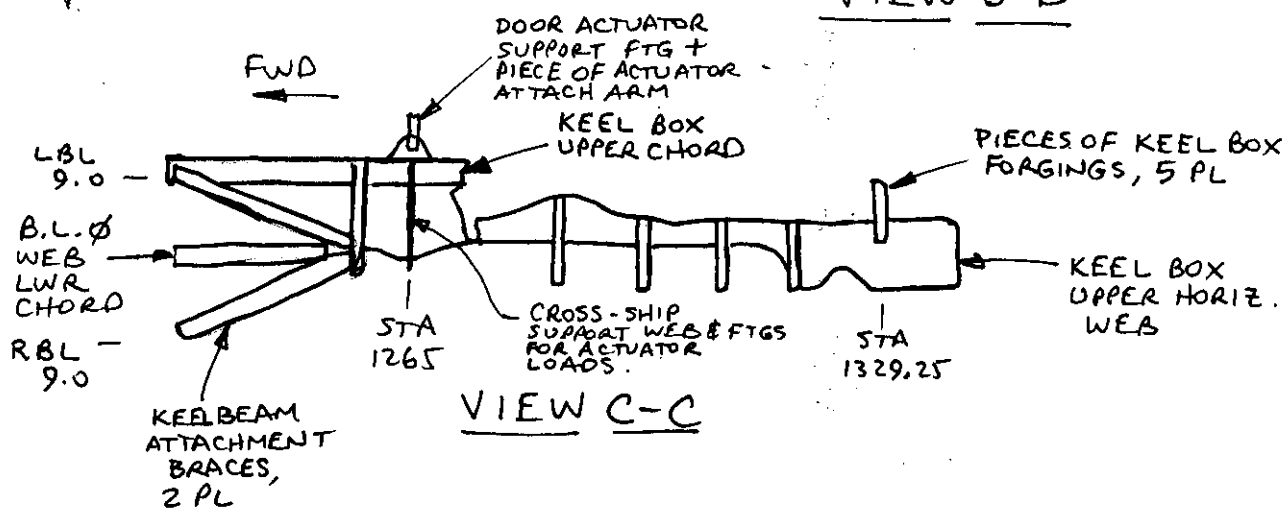 DOOR ACTUATOR
SUPPORT FTG +
PIECE OF ACTUATOR
ATTACH ARM
FWD
KEEL BOX
UPPER CHORD
PIECES OF KEEL BOX
FORGINGS, 5 PL
LBL
9.0
B.L.Ø
WEB
LWR
CHORD
RBL
9.0
STA
1265
CROSS-SHIP
SUPPORT WEB & FTGS
FOR ACTUATOR
LOADS.
STA
1329.25
KEEL BOX
UPPER HORIZ.
WEB
KEELBEAM
ATTACHMENT
BRACES,
2 PL
VIEW C-C